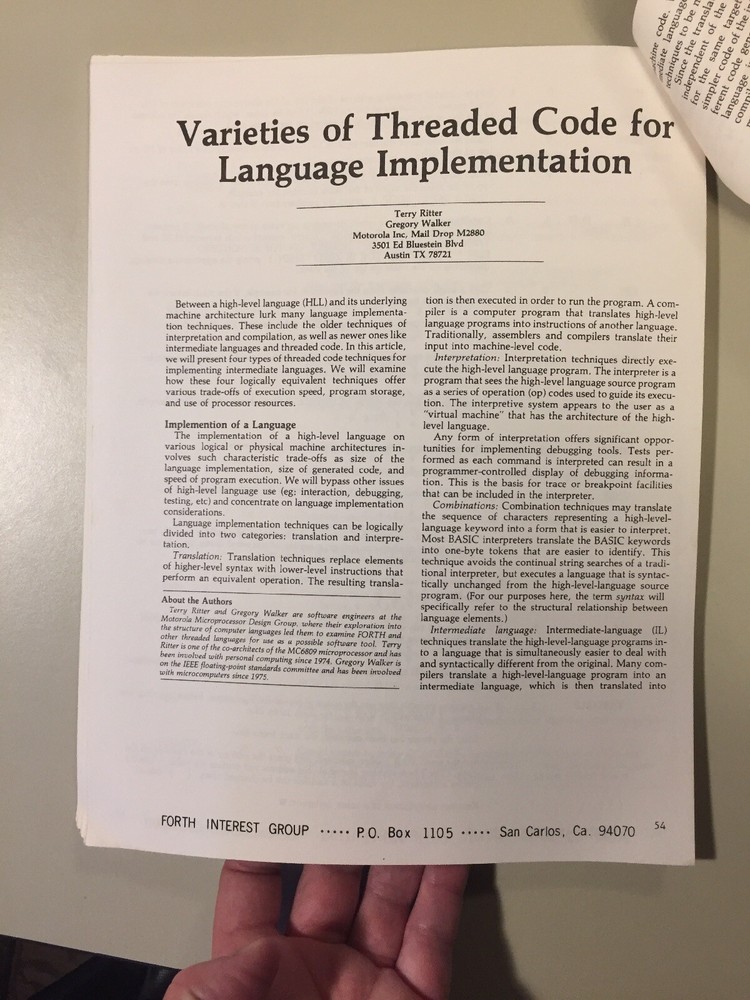 Varieties of Threaded Code for
Language Implementation
Terry Ritter
Gregory Walker
Motorola Inc, Mail Drop M2880
3501 Ed Bluestein Blvd
Austin TX 78721
Between a high-level language (HLL) and its underlying
machine architecture lurk many language implementa-
tion techniques. These include the older techniques of
interpretation and compilation, as well as newer ones like
intermediate languages and threaded code. In this article,
we will present four types of threaded code techniques for
implementing intermediate languages. We will examine
how these four logically equivalent techniques offer
various trade-offs of execution speed, program storage,
and use of processor resources.
Implemention of a Language
The implementation of a high-level language on
various logical or physical machine architectures in-
volves such characteristic trade-offs as size of the
language implementation, size of generated code, and
speed of program execution. We will bypass other issues
of high-level language use (eg: interaction, debugging,
testing, etc) and concentrate on language implementation
considerations.
Language implementation techniques can be logically
divided into two categories: translation and interpre-
tation.
Translation: Translation techniques replace elements
of higher-level syntax with lower-level instructions that
perform an equivalent operation. The resulting transla-
About the Authors
Terry Ritter and Gregory Walker are software engineers at the
Motorola Microprocessor Design Group, where their exploration into
the structure of computer languages led them to examine FORTH and
other threaded languages for use as a possible software tool. Terry
Ritter is one of the co-architects of the MC6809 microprocessor and has
been involved with personal computing since 1974. Gregory Walker is
on the IEEE floating-point standards committee and has been involved
with microcomputers since 1975.
tion is then executed in order to run the program. A com-
piler is a computer program that translates high-level
language programs into instructions of another language.
Traditionally, assemblers and compilers translate their
input into machine-level code.
Interpretation: Interpretation techniques directly exe-
cute the high-level language program. The interpreter is a
program that sees the high-level language source program
as a series of operation (op) codes used to guide its execu-
tion. The interpretive system appears to the user as a
"virtual machine" that has the architecture of the high-
level language.
Any form of interpretation offers significant oppor-
tunities for implementing debugging tools. Tests per-
formed as each command is interpreted can result in a
programmer-controlled display of debugging informa-
tion. This is the basis for trace or breakpoint facilities
that can be included in the interpreter.
Combinations: Combination techniques may translate
the sequence of characters representing a high-level-
language keyword into a form that is easier to interpret.
Most BASIC interpreters translate the BASIC keywords
into one-byte tokens that are easier to identify. This
technique avoids the continual string searches of a tradi-
tional interpreter, but executes a language that is syntac-
tically unchanged from the high-level-language source
program. (For our purposes here, the term syntax will
specifically refer to the structural relationship between
language elements.)
Intermediate language: Intermediate-language (IL)
techniques translate the high-level-language programs in-
to a language that is simultaneously easier to deal with
and syntactically different from the original. Many com-
pilers translate a high-level-language program into an
intermediate language, which is then translated into
FORTH INTEREST GROUP ····· P.O. Box 1105 ····· San Carlos, Ca. 94070 54
code.
Since the
independent of the
for the same target
simpler code of the
language